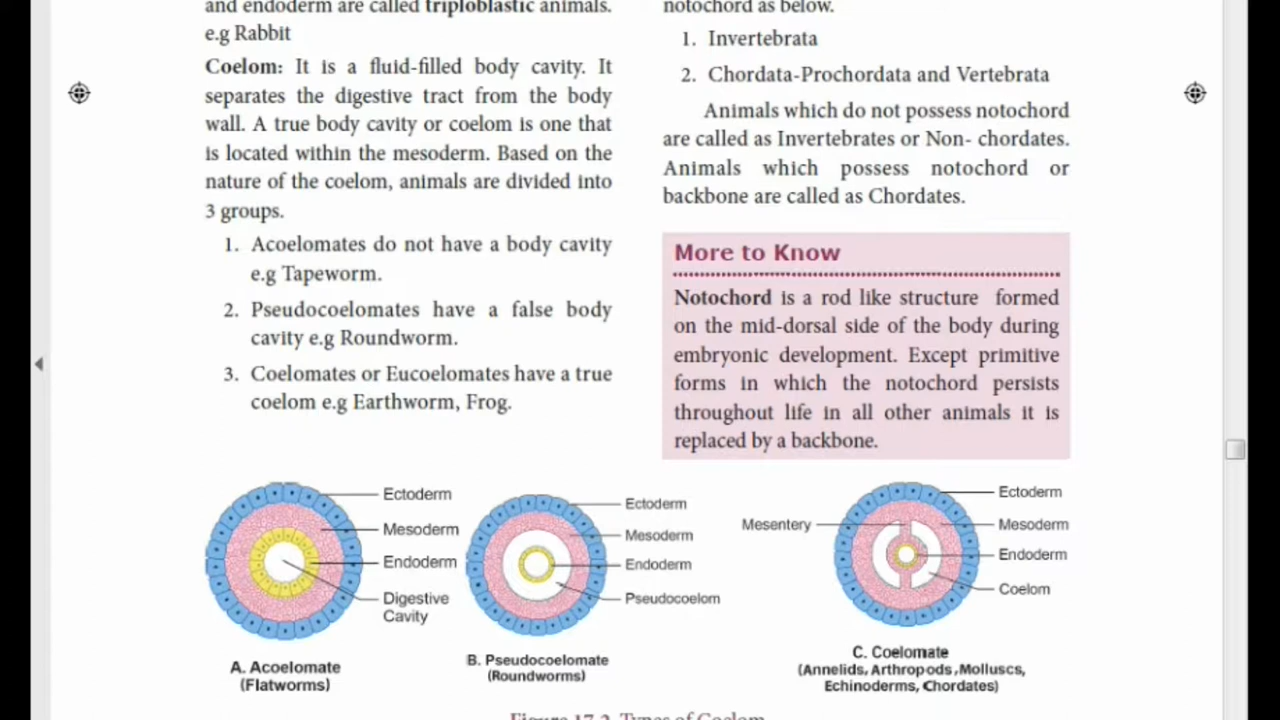 and endoderm are called triploblastic animals.
e.g Rabbit
Coelom: It is a fluid-filled body cavity. It
separates the digestive tract from the body
wall. A true body cavity or coelom is one that
is located within the mesoderm. Based on the
nature of the coelom, animals are divided into
3 groups.
1. Acoelomates do not have a body cavity
e.g Tapeworm.
2. Pseudocoelomates have a false body
cavity e.g Roundworm.
3. Coelomates or Eucoelomates have a true
coelom e.g Earthworm, Frog.
notochord as below.
1. Invertebrata
2. Chordata-Prochordata and Vertebrata
Animals which do not possess notochord
are called as Invertebrates or Non- chordates.
Animals which possess notochord or
backbone are called as Chordates.
More to Know
Notochord is a rod like structure formed
on the mid-dorsal side of the body during
embryonic development. Except primitive
forms in which the notochord persists
throughout life in all other animals it is
replaced by a backbone.
Ectoderm
Mesoderm
Endoderm
Digestive
Cavity
A. Acoelomate
(Flatworms)
Ectoderm
Mesoderm
Endoderm
Pseudocoelom
B. Pseudocoelomate
(Roundworms)
Mesentery
Ectoderm
Mesoderm
Endoderm
Coelom
C. Coelomate
(Annelids, Arthropods, Molluscs,
Echinoderms, Chordates)
Figure 17.2 Types of Coelom